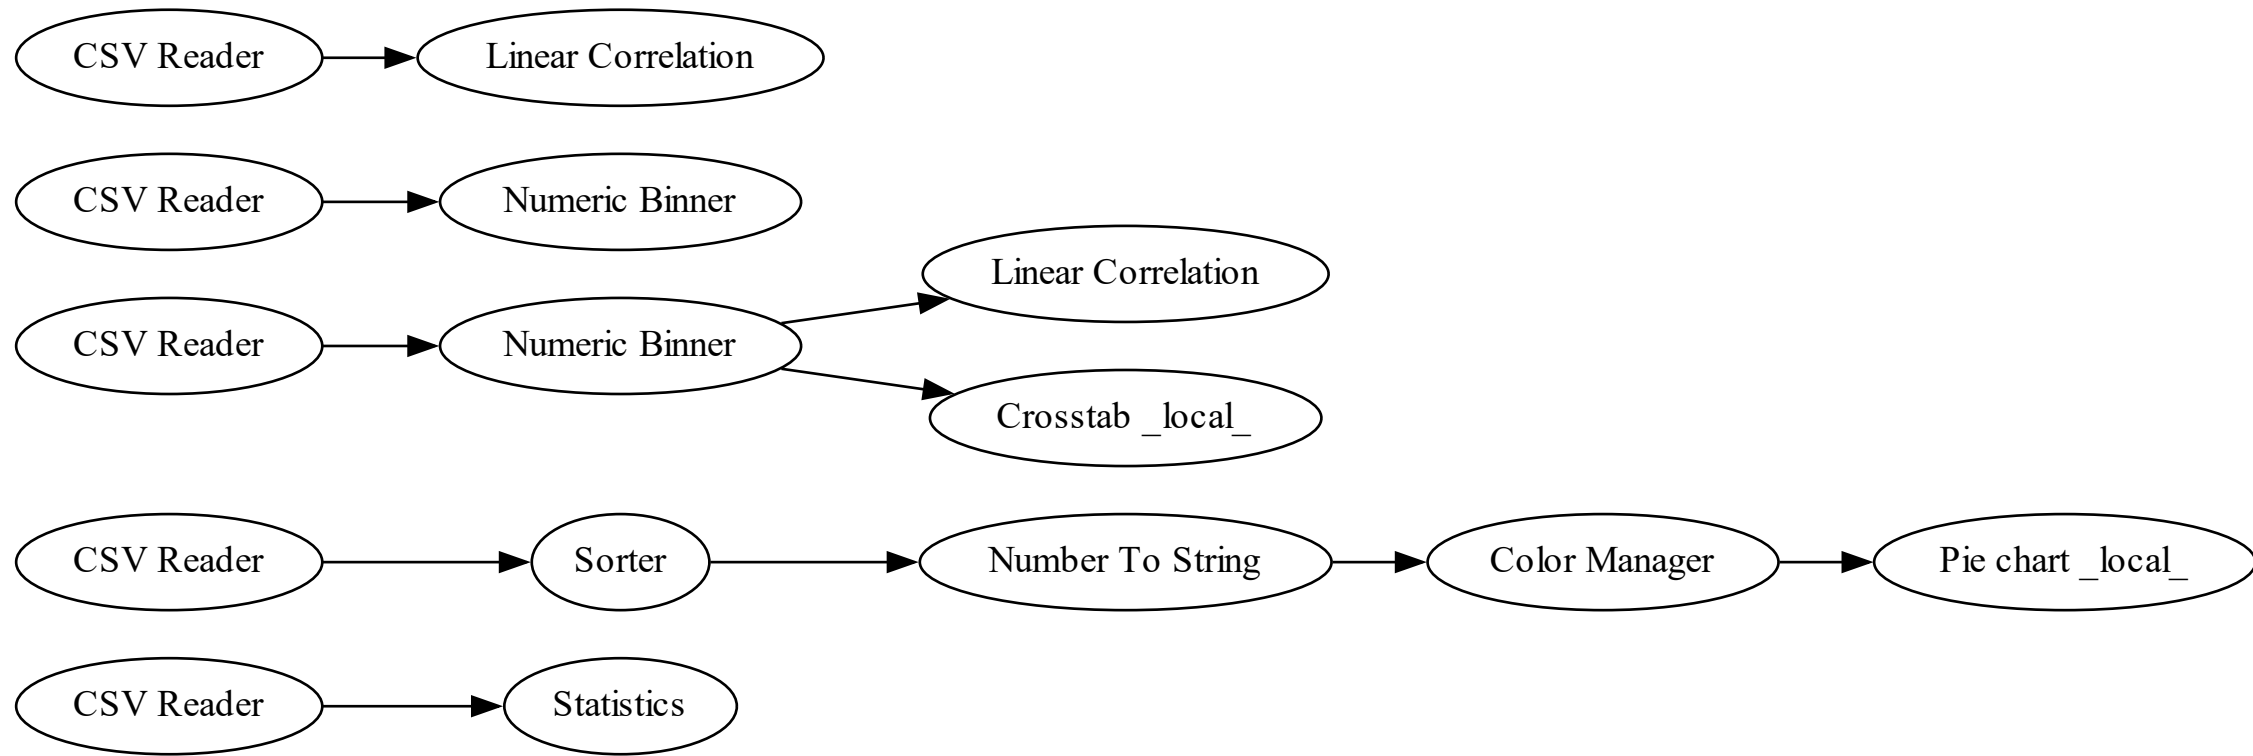 CSV Reader
Linear Correlation
CSV Reader
Numeric Binner
Linear Correlation
CSV Reader
Numeric Binner
Crosstab _local_
CSV Reader
Sorter
Number To String
Color Manager
Pie chart _local_
CSV Reader
Statistics